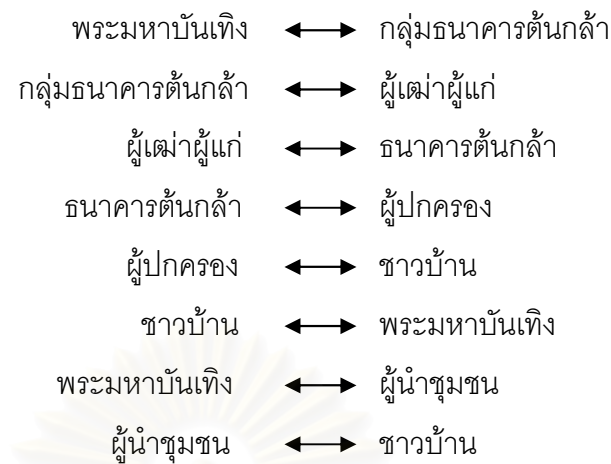 พระมหาบันเทิง ⟷ กลุ่มธนาคารต้นกล้า
กลุ่มธนาคารต้นกล้า ⟷ ผู้เฒ่าผู้แก่
ผู้เฒ่าผู้แก่ ⟷ ธนาคารต้นกล้า
ธนาคารต้นกล้า ⟷ ผู้ปกครอง
ผู้ปกครอง ⟷ ชาวบ้าน
ชาวบ้าน ⟷ พระมหาบันเทิง
พระมหาบันเทิง ⟷ ผู้นำชุมชน
ผู้นำชุมชน ⟷ ชาวบ้าน